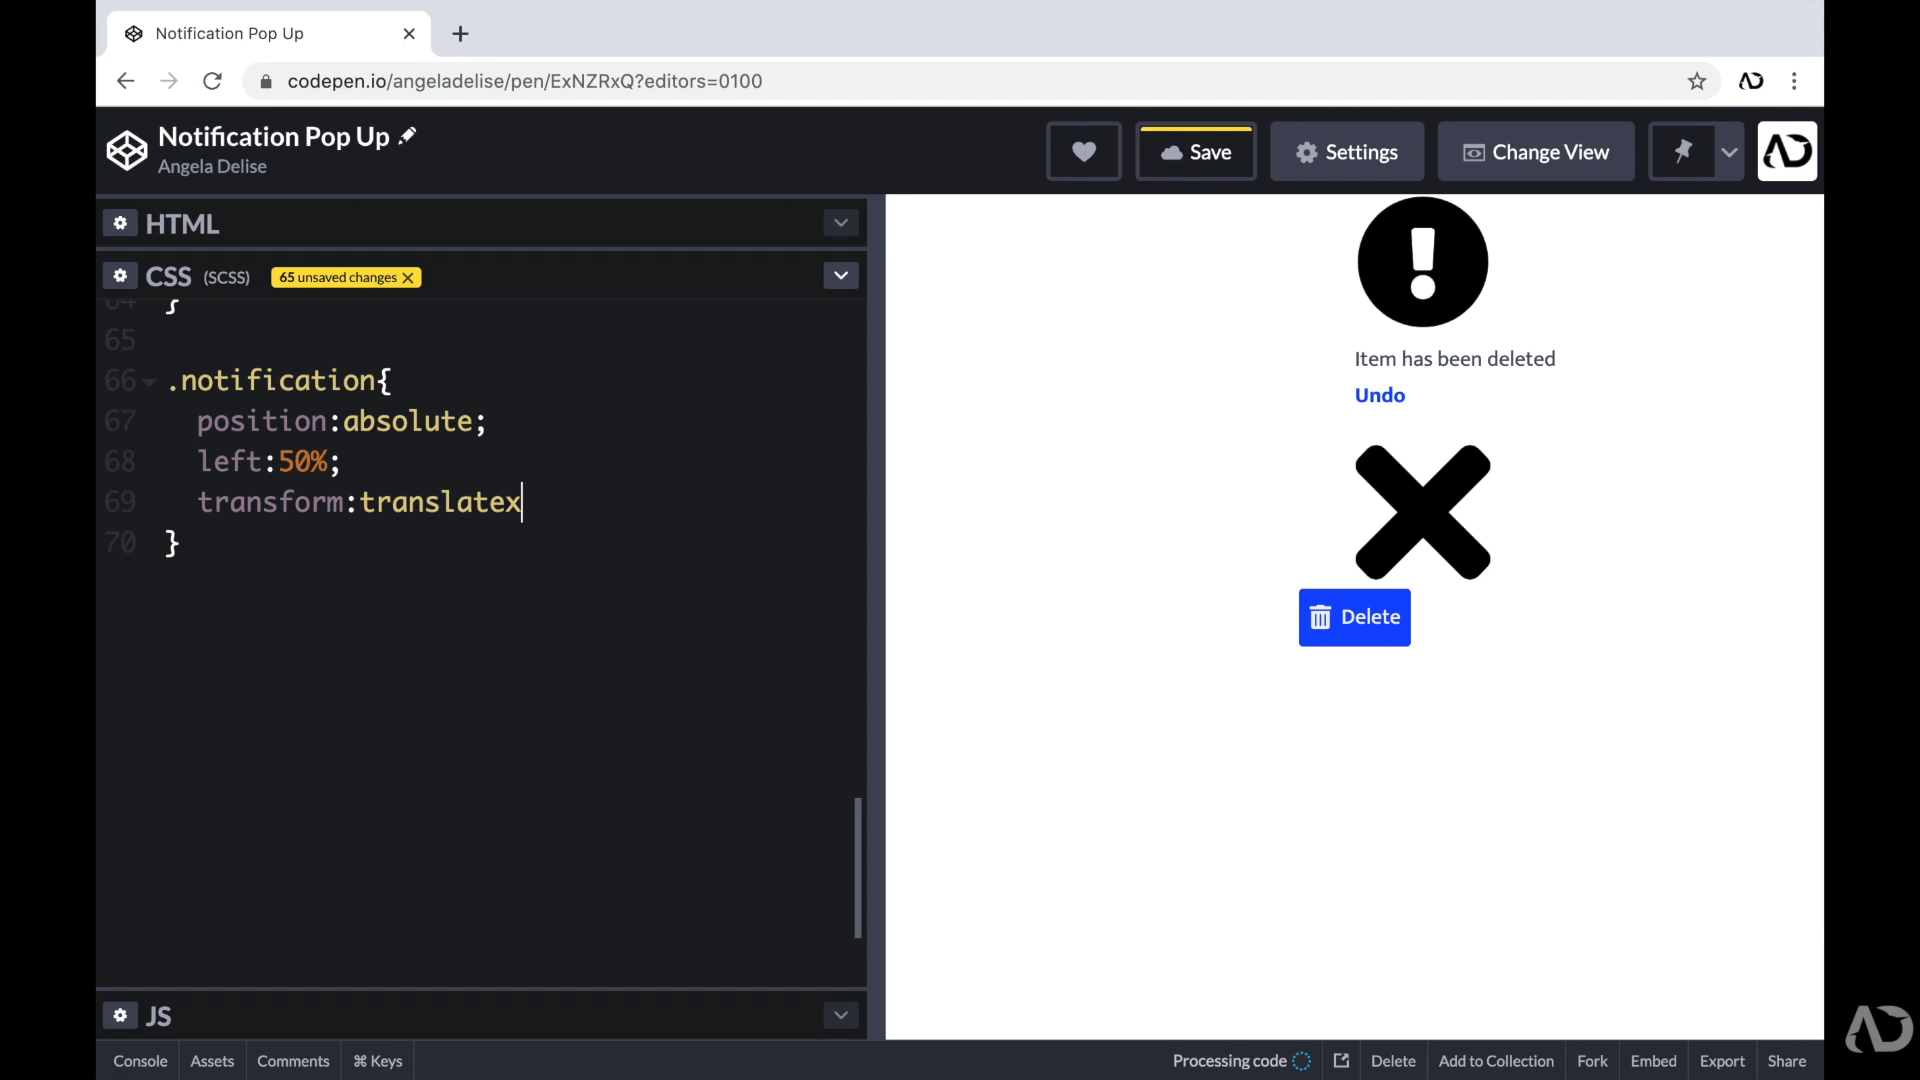 Notification Pop Up
codepen.io/angeladelise/pen/ExNZRxQ?editors=0100
Notification Pop Up
Angela Delise
Save
Settings
Change View
HTML
CSS (SCSS) 65 unsaved changes
64 }
65
66 .notification{
67 position:absolute;
68 left:50%;
69 transform:translatex
70 }
JS
Item has been deleted
Undo
Delete
Console Assets Comments ⌘ Keys
Processing code Delete Add to Collection Fork Embed Export Share